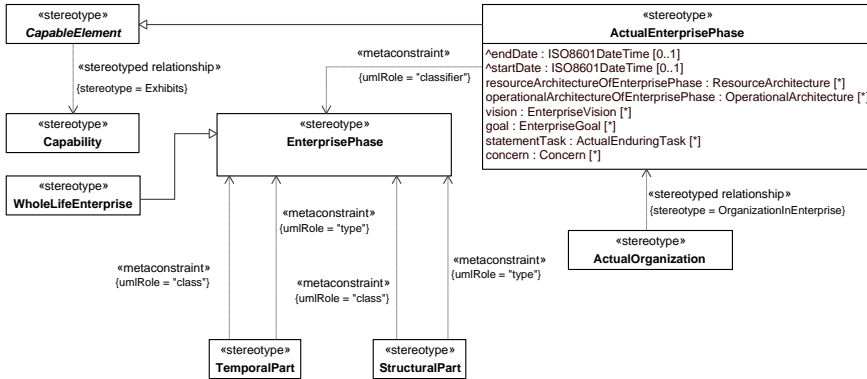 «stereotype»
CapableElement
«stereotype»
ActualEnterprisePhase
^endDate : ISO8601DateTime [0..1]
^startDate : ISO8601DateTime [0..1]
resourceArchitectureOfEnterprisePhase : ResourceArchitecture [*]
operationalArchitectureOfEnterprisePhase : OperationalArchitecture [*]
vision : EnterpriseVision [*]
goal : EnterpriseGoal [*]
statementTask : ActualEnduringTask [*]
concern : Concern [*]
«metaconstraint»
{umlRole = "classifier"}
«stereotyped relationship»
{stereotype = Exhibits}
«stereotype»
Capability
«stereotype»
EnterprisePhase
«stereotype»
WholeLifeEnterprise
«stereotyped relationship»
{stereotype = OrganizationInEnterprise}
«stereotype»
ActualOrganization
«metaconstraint»
{umlRole = "type"}
«metaconstraint»
{umlRole = "type"}
«metaconstraint»
{umlRole = "class"}
«metaconstraint»
{umlRole = "class"}
«stereotype»
TemporalPart
«stereotype»
StructuralPart